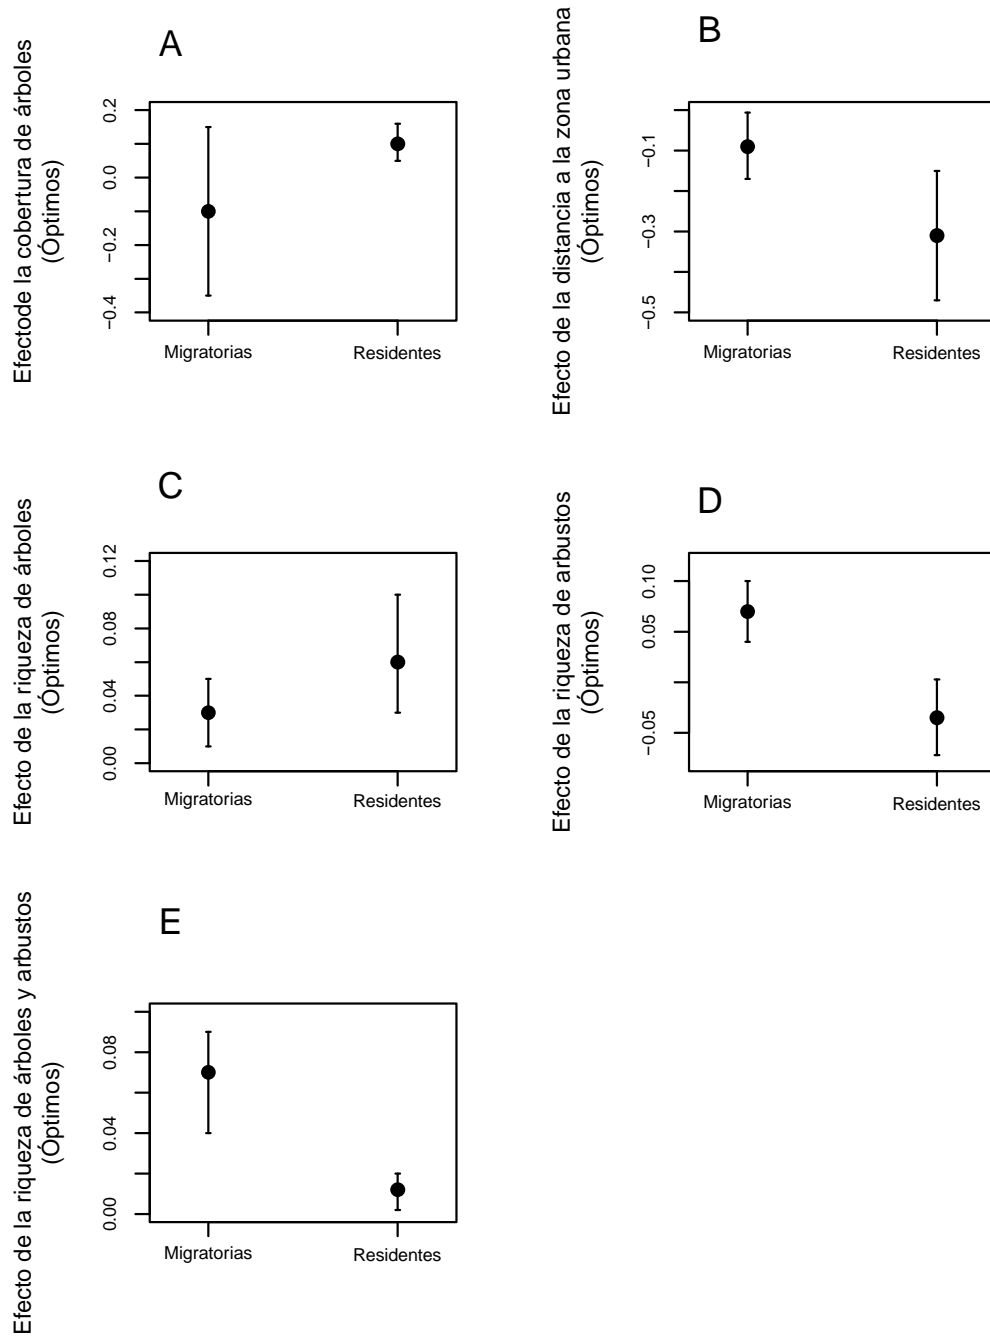 A
Efectode la cobertura de árboles
(Óptimos)
0.2
0.0
−0.2
−0.4
Migratorias
Residentes
B
Efecto de la distancia a la zona urbana
(Óptimos)
−0.1
−0.3
−0.5
Migratorias
Residentes
C
Efecto de la riqueza de árboles
(Óptimos)
0.12
0.08
0.04
0.00
Migratorias
Residentes
D
Efecto de la riqueza de arbustos
(Óptimos)
0.10
0.05
−0.05
Migratorias
Residentes
E
Efecto de la riqueza de árboles y arbustos
(Óptimos)
0.08
0.04
0.00
Migratorias
Residentes